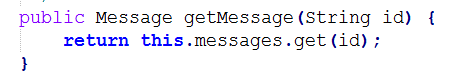 public Message getMessage(String id) {
    return this.messages.get(id);
}